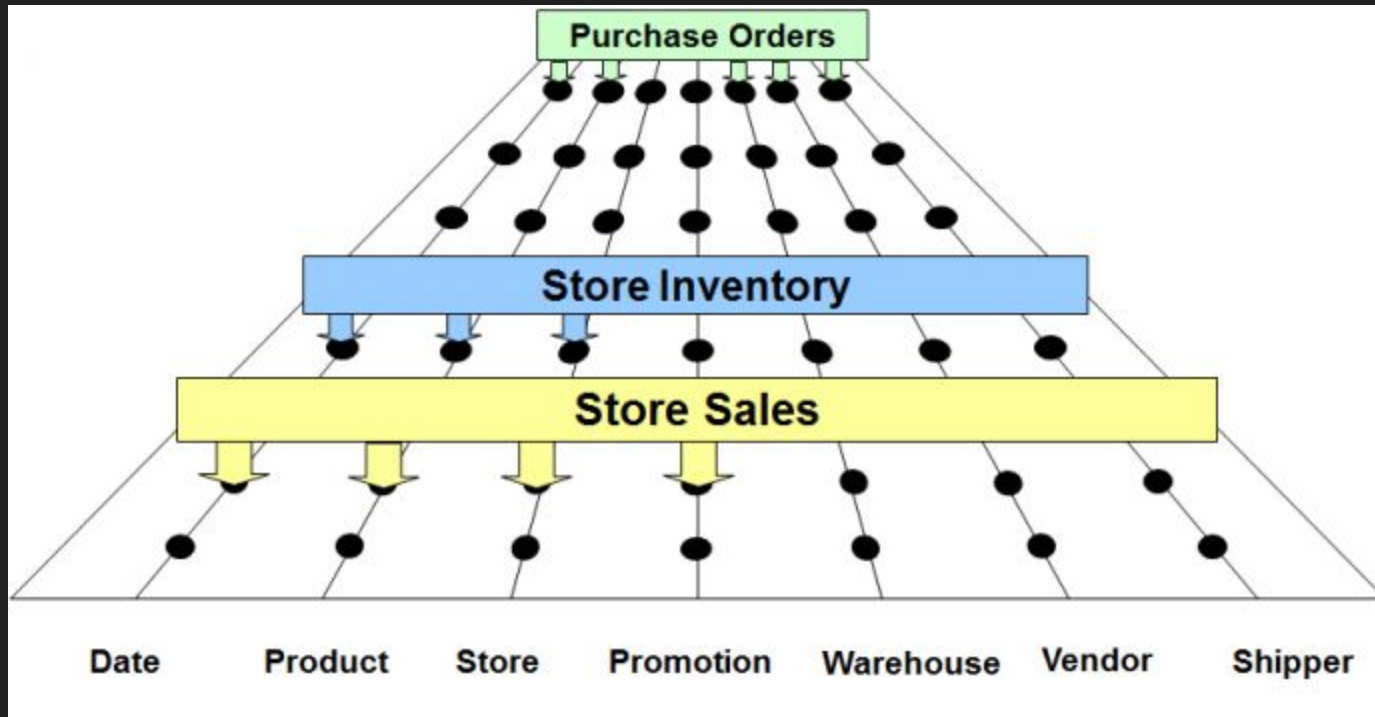 Purchase Orders
Store Inventory
Store Sales
Date Product Store Promotion Warehouse Vendor Shipper